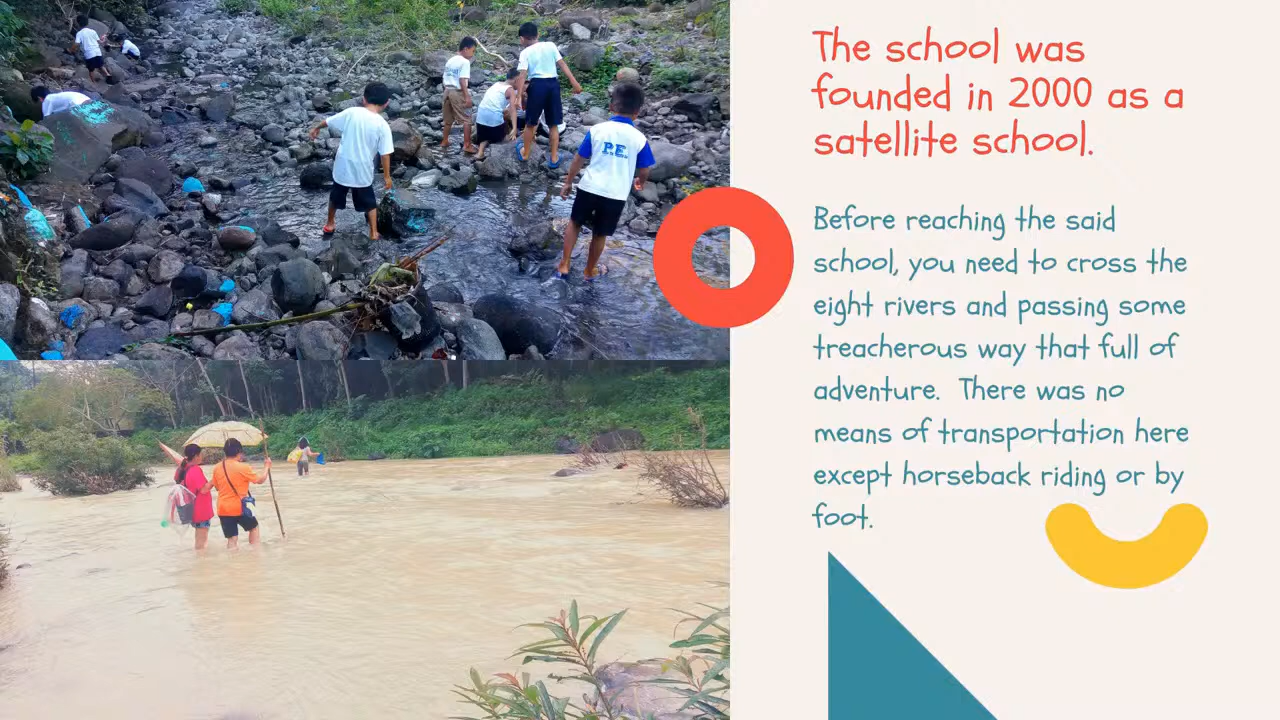 The school was
founded in 2000 as a
satellite school.
Before reaching the said
school, you need to cross the
eight rivers and passing some
treacherous way that full of
adventure. There was no
means of transportation here
except horseback riding or by
foot.
P.E.